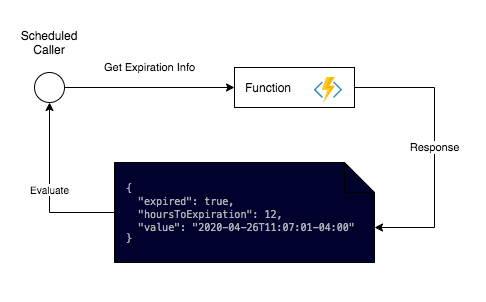 Scheduled
Caller
Get Expiration Info
Function
Response
Evaluate
{
  "expired": true,
  "hoursToExpiration": 12,
  "value": "2020-04-26T11:07:01-04:00"
}